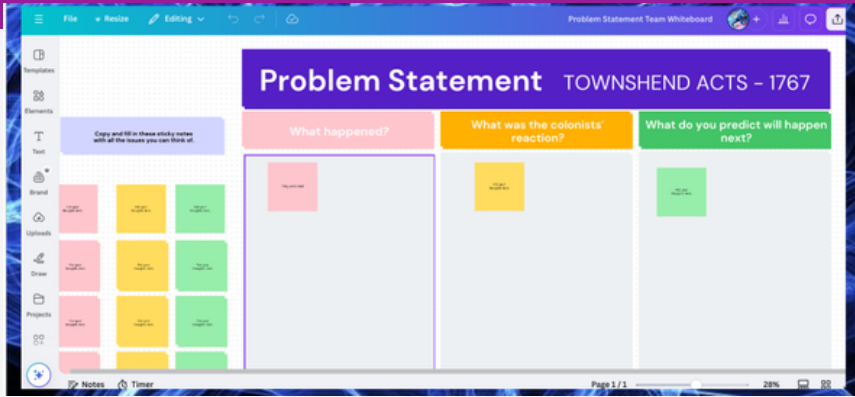 File
Resize
Editing
Problem Statement Team Whiteboard
Templates
Elements
Text
Brand
Uploads
Draw
Projects
Problem Statement TOWNSHEND ACTS - 1767
Copy and fill in these sticky notes
with all the issues you can think of.
What happened?
What was the colonists'
reaction?
What do you predict will happen
next?
Notes
Timer
Page 1 / 1
28%